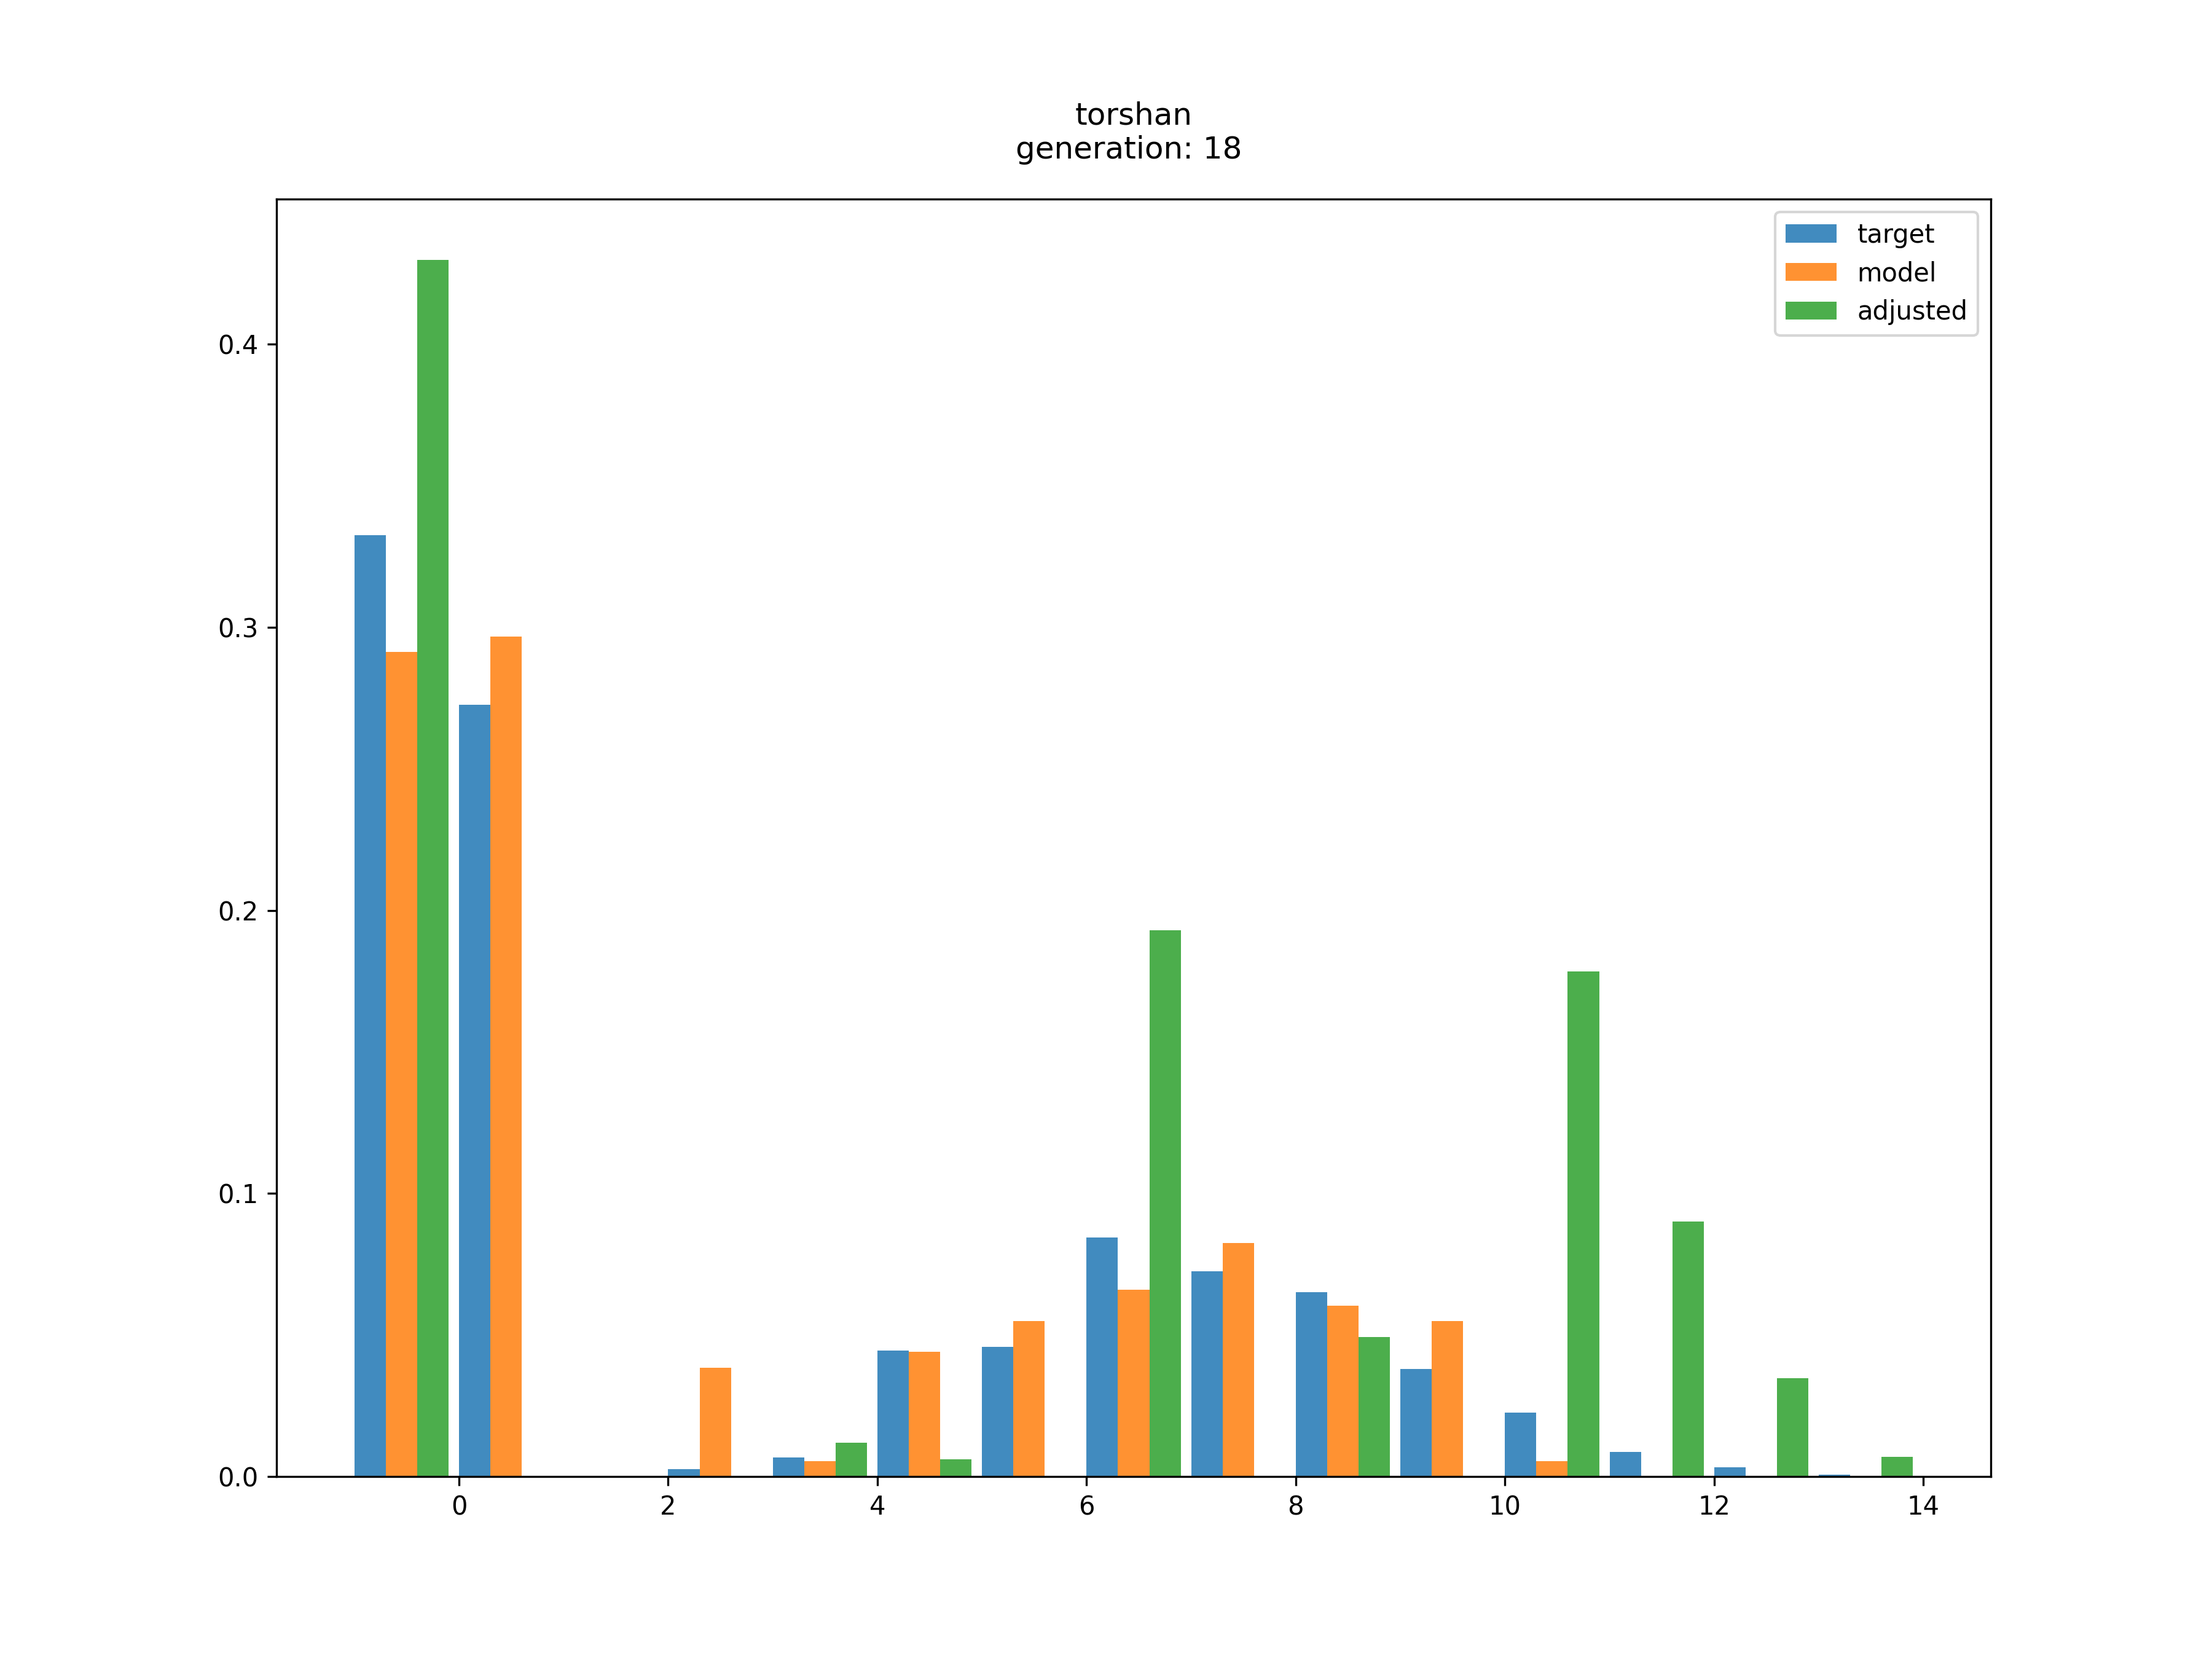 torshan
generation: 18
target
model
adjusted
0.4
0.3
0.2
0.1
0.0
0 2 4 6 8 10 12 14